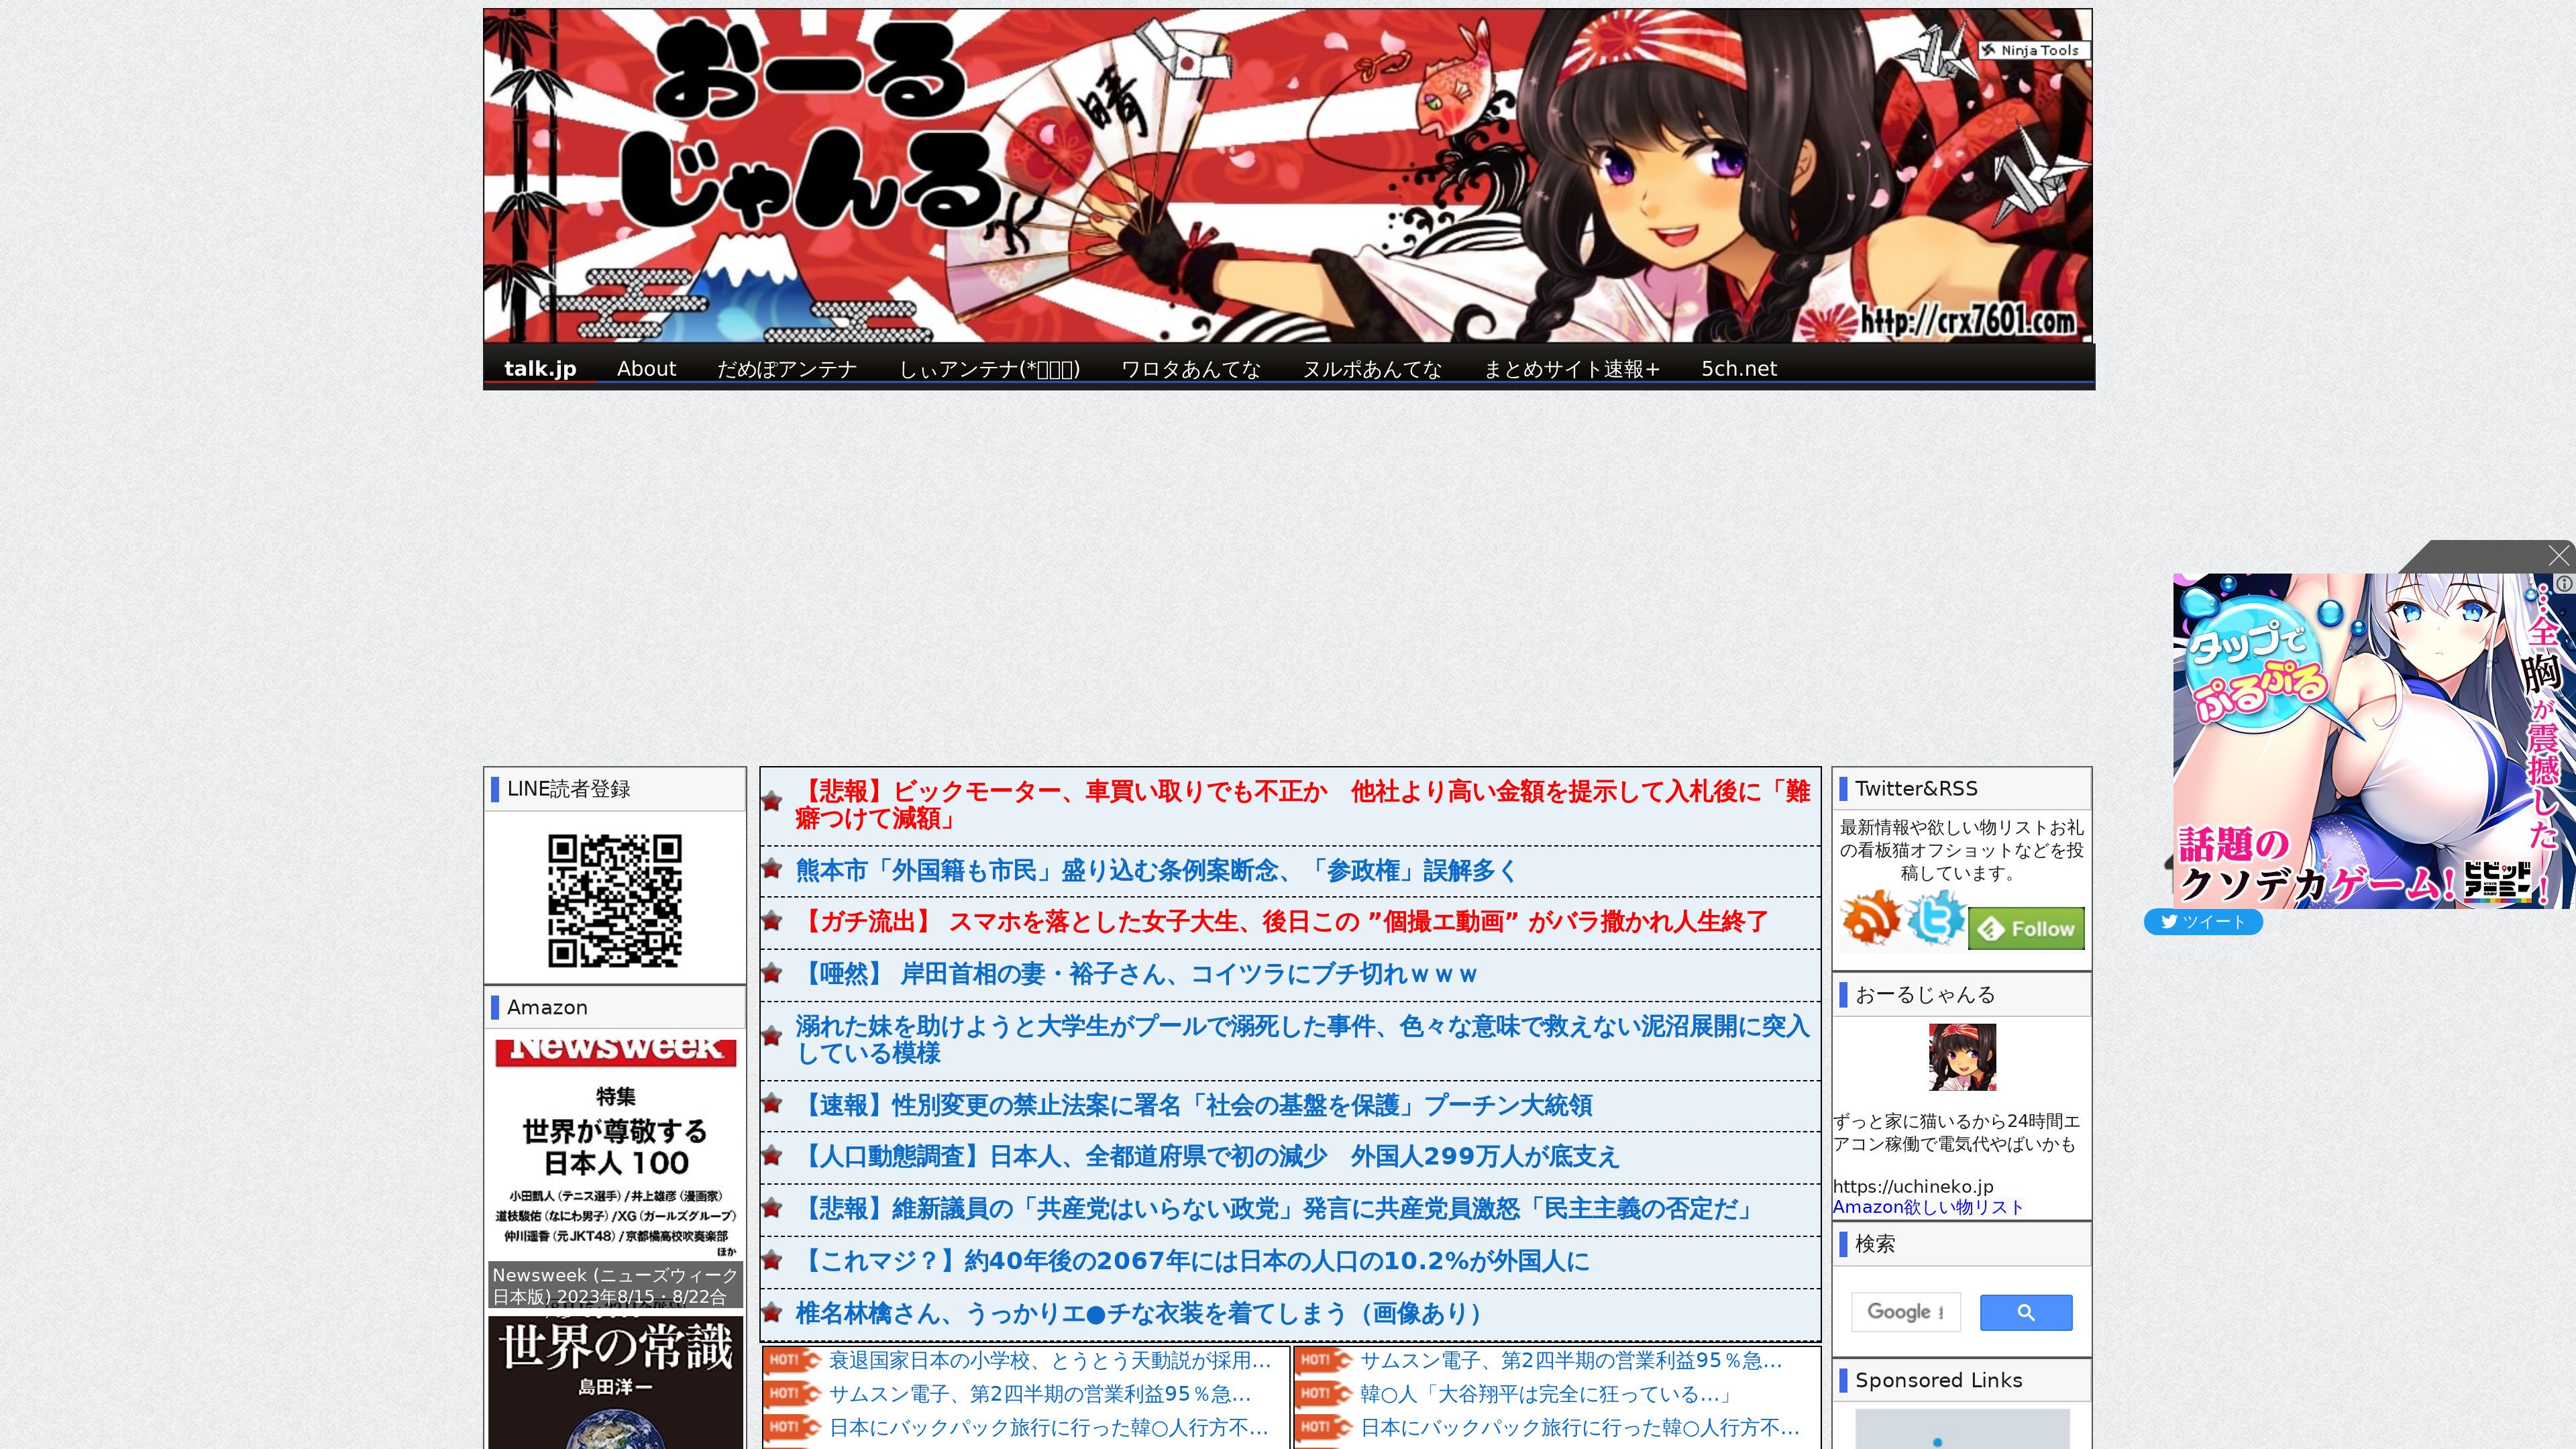 おーる
じゃんる
晴
水
Ninja Tools
http://crx7601.com
talk.jp About だめぽアンテナ しぃアンテナ(*) ワロタあんてな ヌルポあんてな まとめサイト速報+ 5ch.net
LINE読者登録
Amazon
Newsweek
特集
世界が尊敬する
日本人 100
小田凱人(テニス選手)/井上雄彦(漫画家)
道枝駿佑(なにわ男子)/XG(ガールズグループ)
仲川遥香(元JKT48)/京都橘高校吹奏楽部
ほか
Newsweek (ニューズウィーク
日本版) 2023年8/15・8/22合
世界の常識
島田洋一
【悲報】ビックモーター、車買い取りでも不正か 他社より高い金額を提示して入札後に「難
癖つけて減額」
熊本市「外国籍も市民」盛り込む条例案断念、「参政権」誤解多く
【ガチ流出】 スマホを落とした女子大生、後日この ”個撮エ動画” がバラ撒かれ人生終了
【唖然】 岸田首相の妻・裕子さん、コイツラにブチ切れｗｗｗ
溺れた妹を助けようと大学生がプールで溺死した事件、色々な意味で救えない泥沼展開に突入
している模様
【速報】性別変更の禁止法案に署名「社会の基盤を保護」プーチン大統領
【人口動態調査】日本人、全都道府県で初の減少 外国人299万人が底支え
【悲報】維新議員の「共産党はいらない政党」発言に共産党員激怒「民主主義の否定だ」
【これマジ？】約40年後の2067年には日本の人口の10.2%が外国人に
椎名林檎さん、うっかりエ●チな衣装を着てしまう（画像あり）
HOT! 衰退国家日本の小学校、とうとう天動説が採用…
HOT! サムスン電子、第2四半期の営業利益95％急…
HOT! 日本にバックパック旅行に行った韓○人行方不…
HOT! サムスン電子、第2四半期の営業利益95％急…
HOT! 韓○人「大谷翔平は完全に狂っている…」
HOT! 日本にバックパック旅行に行った韓○人行方不…
Twitter&RSS
最新情報や欲しい物リストお礼
の看板猫オフショットなどを投
稿しています。
Follow
おーるじゃんる
ずっと家に猫いるから24時間エ
アコン稼働で電気代やばいかも
https://uchineko.jp
Amazon欲しい物リスト
検索
Google
Sponsored Links
タップで
ぷるぷる
…全胸が震撼した―！
話題の
クソデカゲーム!
ビビッド
アーミー
ツイート